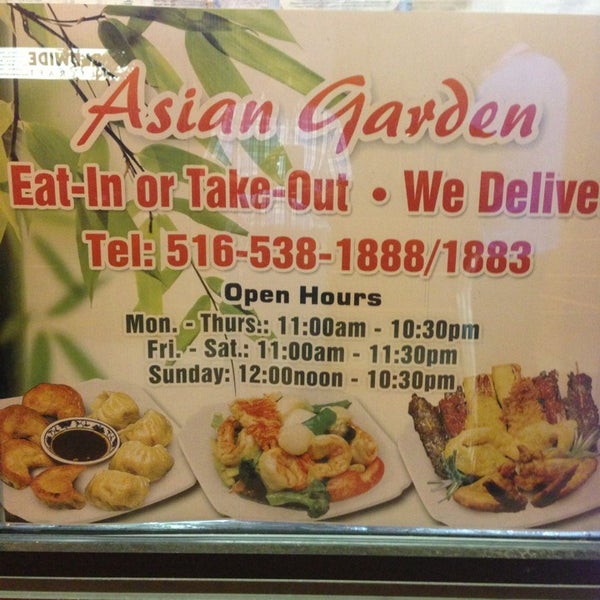 Asian Garden
Eat-In or Take-Out • We Delive
Tel: 516-538-1888/1883
Open Hours
Mon. - Thurs.: 11:00am - 10:30pm
Fri. - Sat.: 11:00am - 11:30pm
Sunday: 12:00noon - 10:30pm